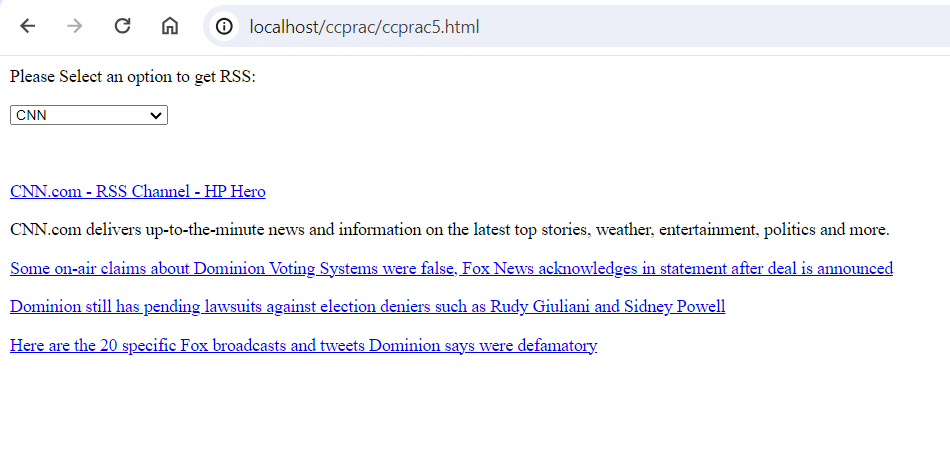 localhost/ccprac/ccprac5.html
Please Select an option to get RSS:
CNN
CNN.com - RSS Channel - HP Hero
CNN.com delivers up-to-the-minute news and information on the latest top stories, weather, entertainment, politics and more.
Some on-air claims about Dominion Voting Systems were false, Fox News acknowledges in statement after deal is announced
Dominion still has pending lawsuits against election deniers such as Rudy Giuliani and Sidney Powell
Here are the 20 specific Fox broadcasts and tweets Dominion says were defamatory